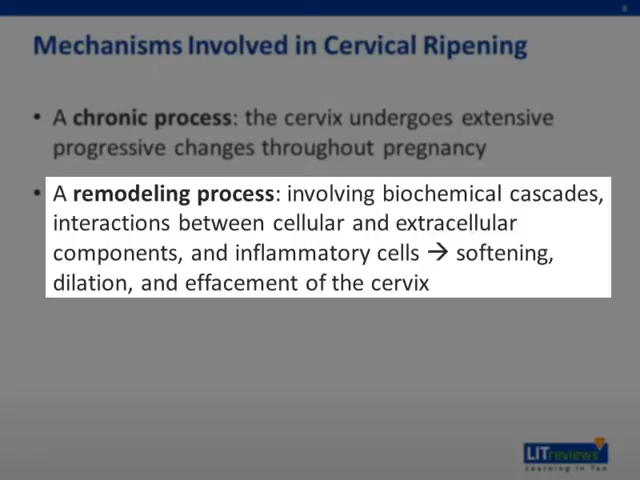 8
Mechanisms Involved in Cervical Ripening
• A chronic process: the cervix undergoes extensive
progressive changes throughout pregnancy
• A remodeling process: involving biochemical cascades,
interactions between cellular and extracellular
components, and inflammatory cells → softening,
dilation, and effacement of the cervix
LITreviews
Learning in Ten